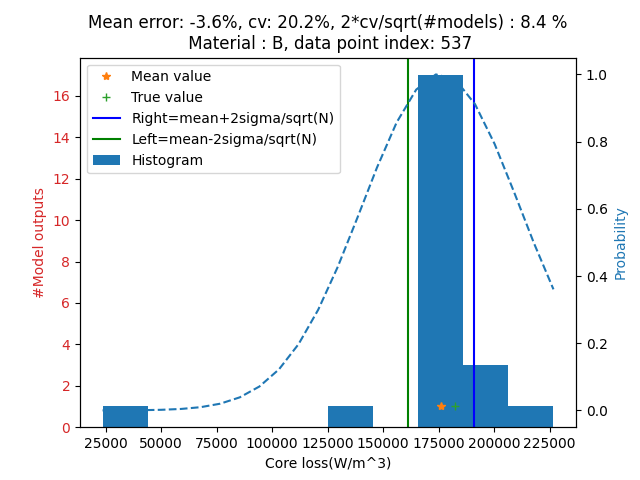 Mean error: -3.6%, cv: 20.2%, 2*cv/sqrt(#models) : 8.4 %
Material : B, data point index: 537
Mean value
True value
Right=mean+2sigma/sqrt(N)
Left=mean-2sigma/sqrt(N)
Histogram
#Model outputs
16
14
12
10
8
6
4
2
0
1.0
0.8
0.6
0.4
0.2
0.0
Probability
25000 50000 75000 100000 125000 150000 175000 200000 225000
Core loss(W/m^3)